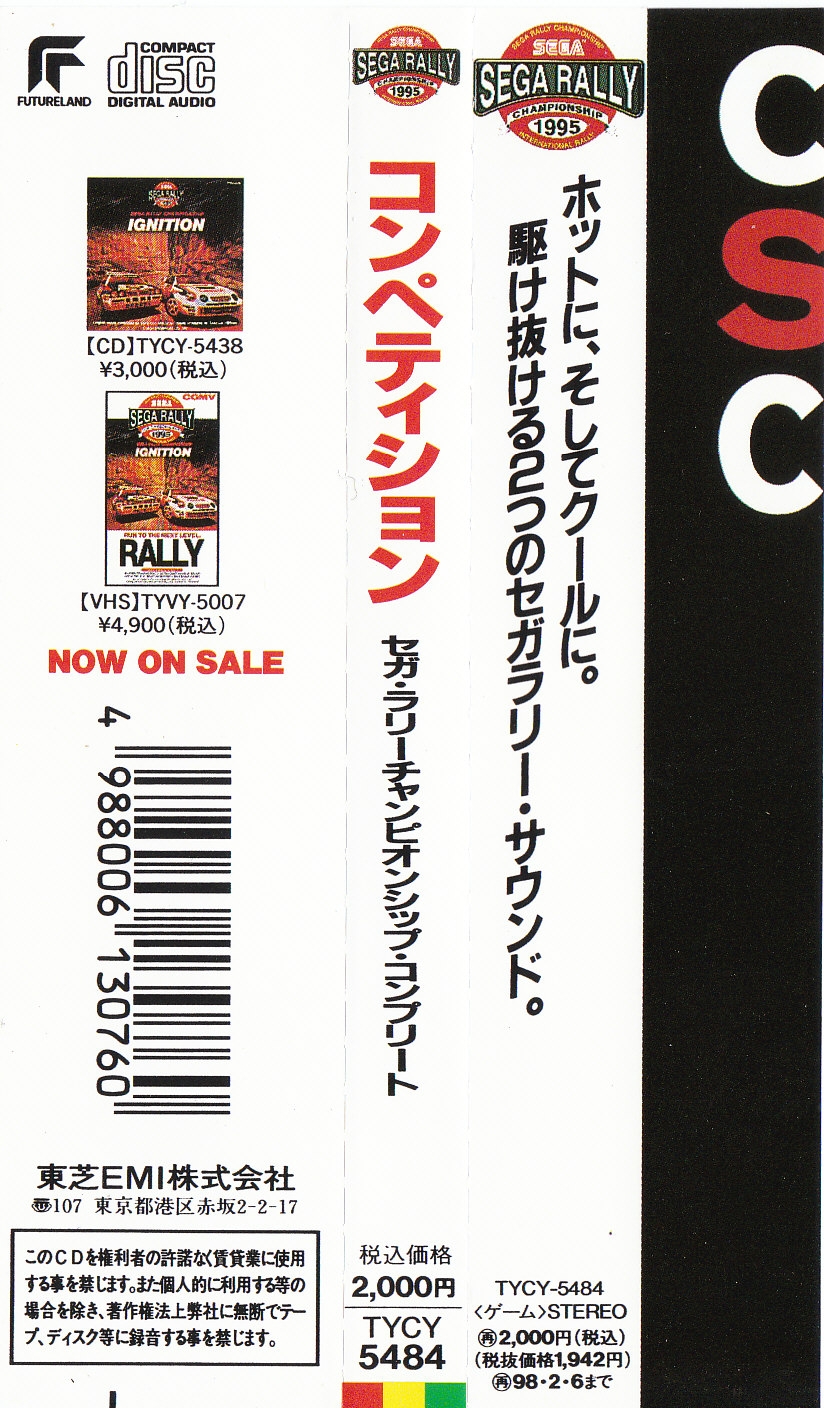 FUTURELAND
COMPACT
disc
DIGITAL AUDIO
SEGA RALLY
IGNITION
【CD】TYCY-5438
¥3,000(税込)
CGMV
SEGA
SEGA RALLY
1995
IGNITION
RUN TO THE NEXT LEVEL.
RALLY
【VHS】TYVY-5007
¥4,900(税込)
NOW ON SALE
4 988006 130760
東芝EMI株式会社
〠107 東京都港区赤坂2-2-17
このCDを権利者の許諾なく賃貸業に使用
する事を禁じます。また個人的に利用する等の
場合を除き、著作権法上弊社に無断でテー
プ、ディスク等に録音する事を禁じます。
SEGA
SEGA RALLY
CHAMPIONSHIP
1995
コンペティション
セガ・ラリーチャンピオンシップ・コンプリート
税込価格
2,000円
TYCY
5484
SEGA RALLY CHAMPIONSHIP
SEGA™
SEGA RALLY
CHAMPIONSHIP
1995
INTERNATIONAL RALLY
ホットに、そしてクールに。
駆け抜ける2つのセガラリー・サウンド。
TYCY-5484
〈ゲーム〉STEREO
㊢2,000円(税込)
(税抜価格1,942円)
98・2・6まで
CSC